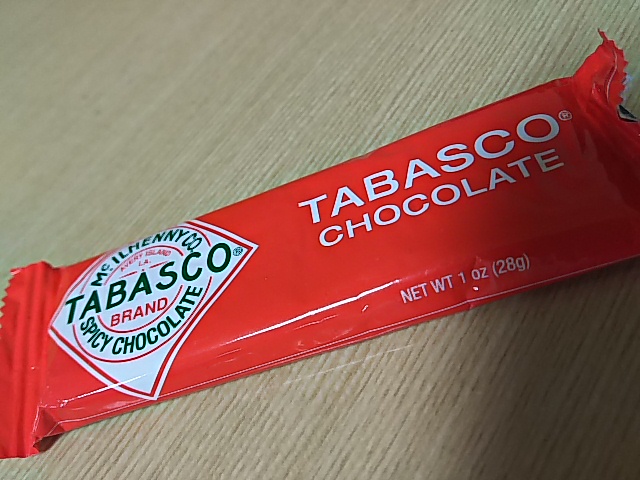 McILHENNY CO.
AVERY ISLAND
LA.
TABASCO®
BRAND
SPICY CHOCOLATE
TABASCO®
CHOCOLATE
NET WT 1 oz (28g)